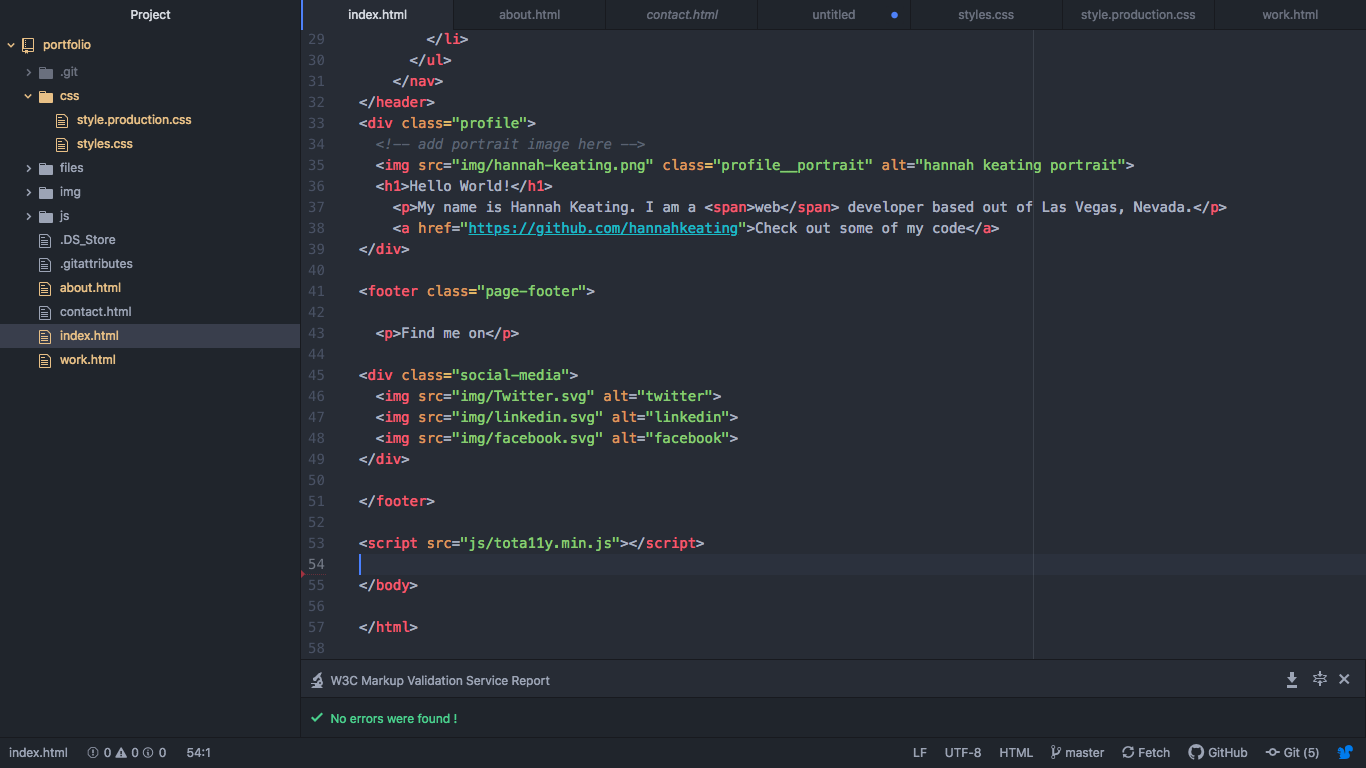 Project
index.html about.html contact.html untitled styles.css style.production.css work.html
portfolio
.git
css
style.production.css
styles.css
files
img
js
.DS_Store
.gitattributes
about.html
contact.html
index.html
work.html
29 </li>
30 </ul>
31 </nav>
32 </header>
33 <div class="profile">
34 <!-- add portrait image here -->
35 <img src="img/hannah-keating.png" class="profile__portrait" alt="hannah keating portrait">
36 <h1>Hello World!</h1>
37 <p>My name is Hannah Keating. I am a <span>web</span> developer based out of Las Vegas, Nevada.</p>
38 <a href="https://github.com/hannahkeating">Check out some of my code</a>
39 </div>
40
41 <footer class="page-footer">
42
43 <p>Find me on</p>
44
45 <div class="social-media">
46 <img src="img/Twitter.svg" alt="twitter">
47 <img src="img/linkedin.svg" alt="linkedin">
48 <img src="img/facebook.svg" alt="facebook">
49 </div>
50
51 </footer>
52
53 <script src="js/tota11y.min.js"></script>
54
55 </body>
56
57 </html>
58
W3C Markup Validation Service Report
No errors were found !
index.html 0 0 0 54:1 LF UTF-8 HTML master Fetch GitHub Git (5)